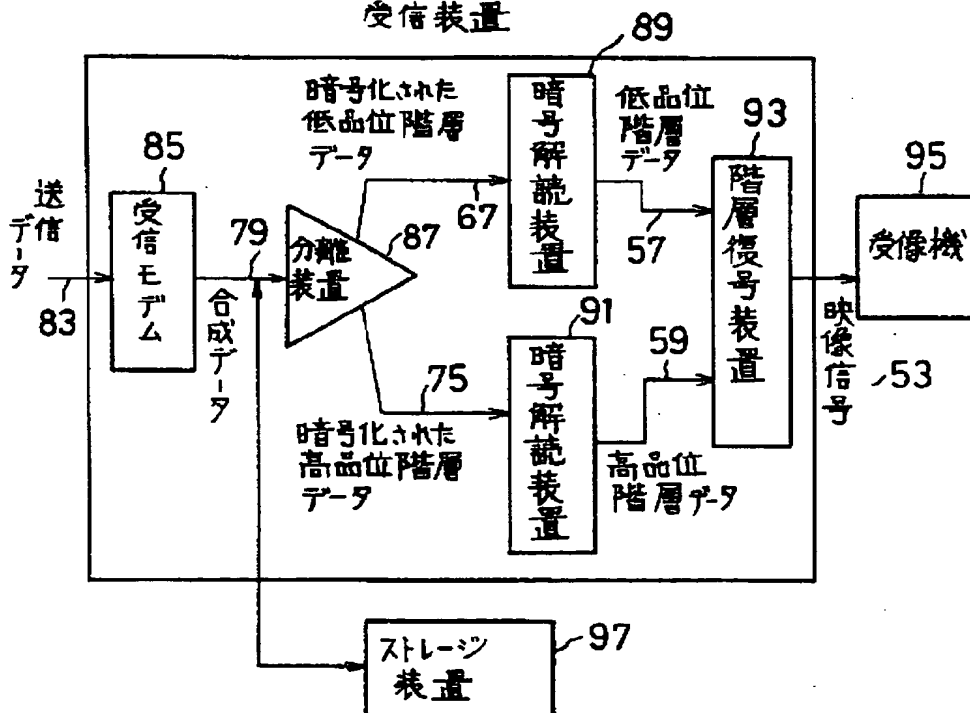 受信装置
89
暗号化された
低品位階層
データ
暗号解読装置
低品位
階層
データ
93
85
送信
データ
受信モデム
79
67
87
57
階層復号装置
95
受像機
分離
装置
83
合成データ
91
59
75
映像信号
53
暗号解読装置
暗号化された
高品位階層
データ
高品位
階層データ
ストレージ
装置
97